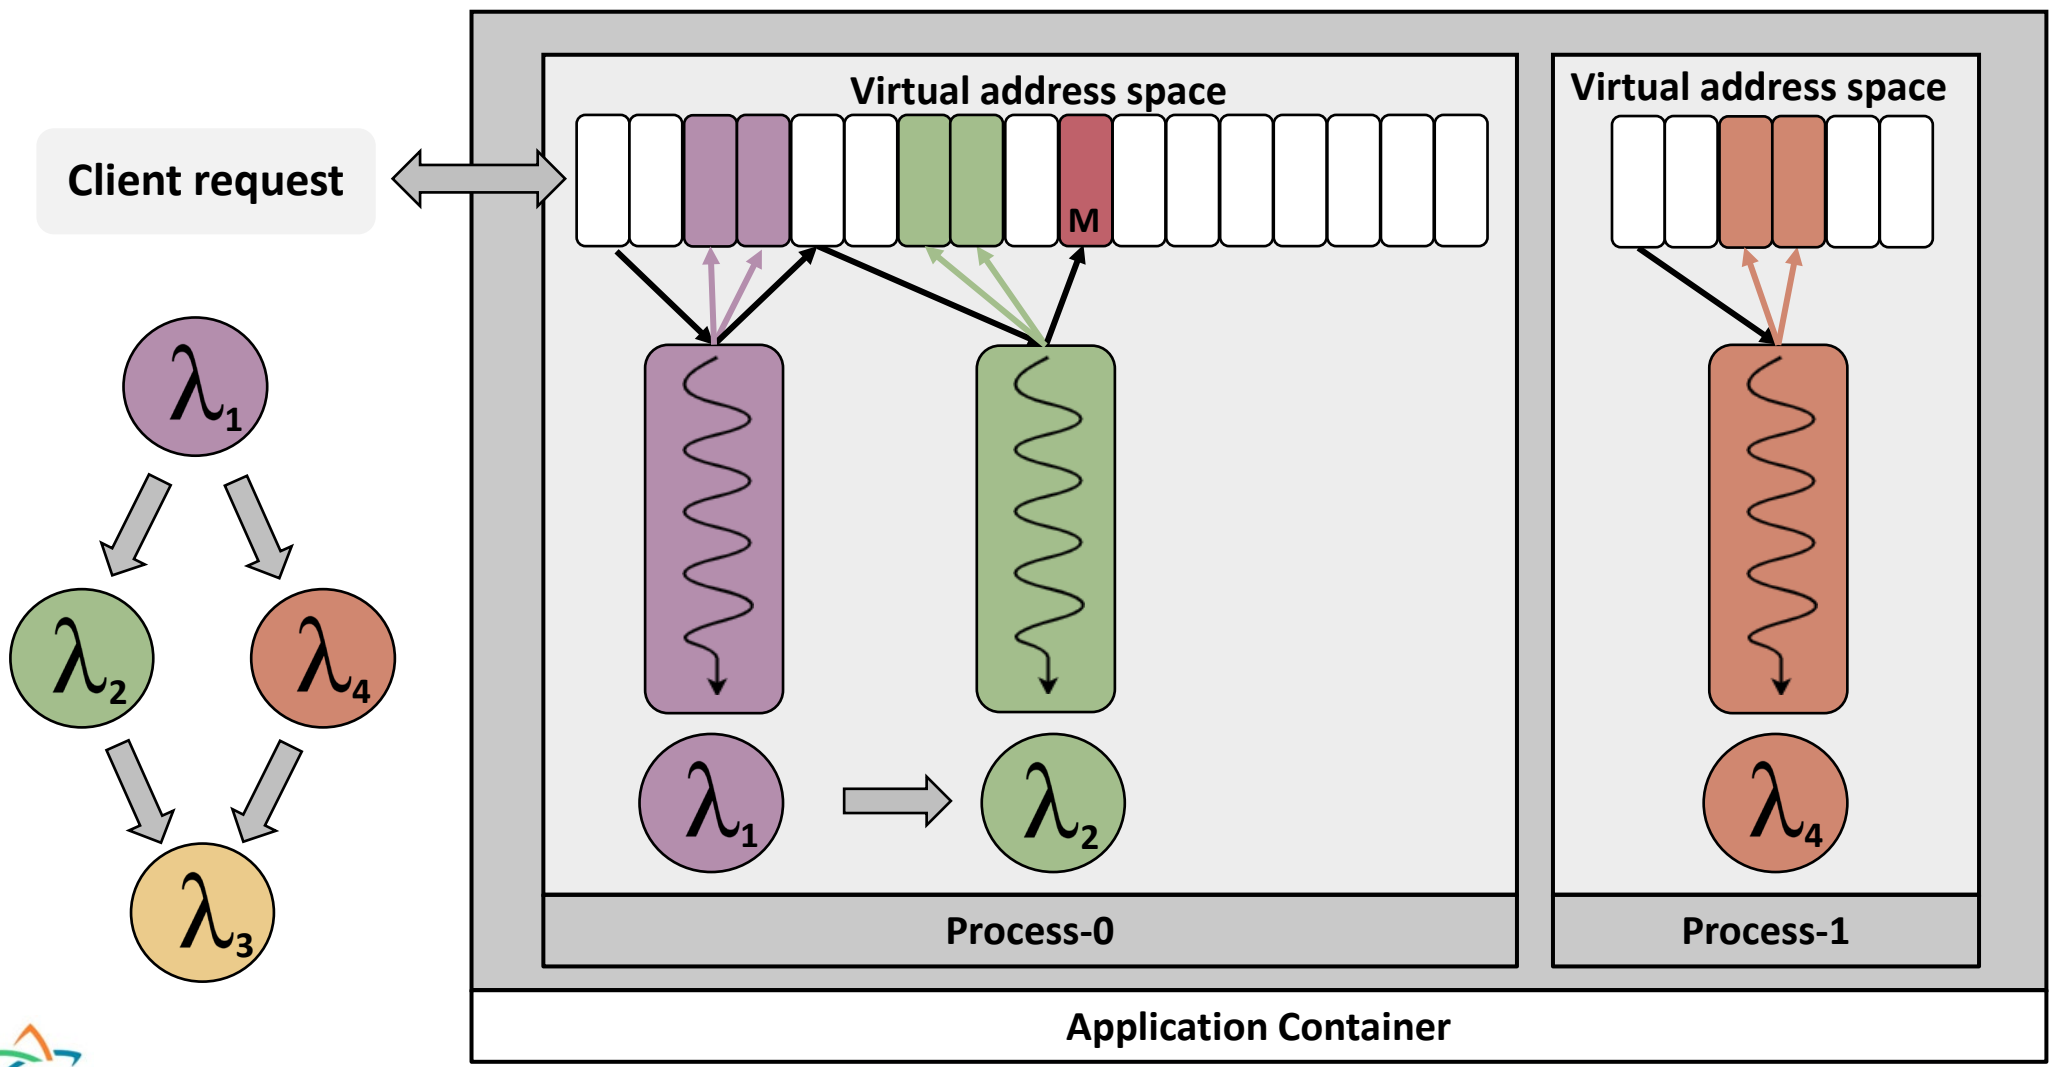 Virtual address space
Virtual address space
Client request
M
λ1
λ2
λ4
λ3
λ1
λ2
λ4
Process-0
Process-1
Application Container